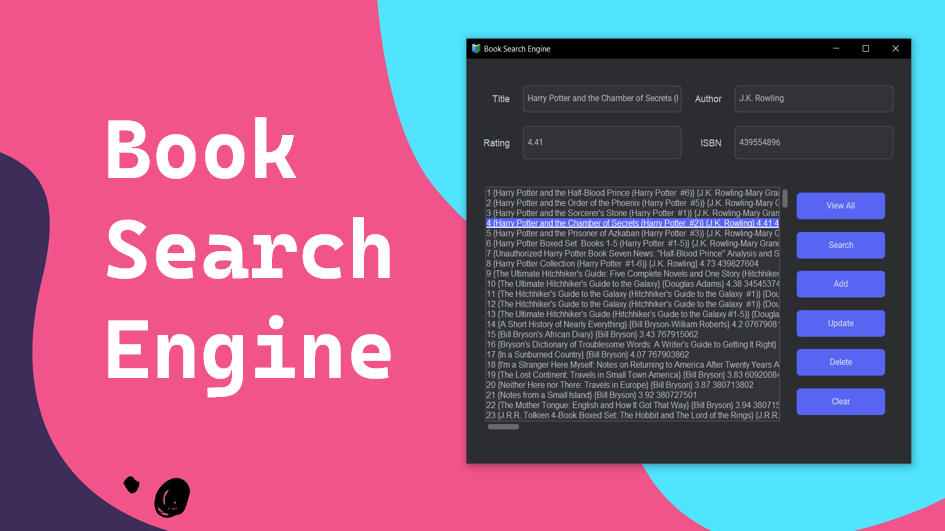 Book
Search
Engine
Book Search Engine
Title
Harry Potter and the Chamber of Secrets (
Author
J.K. Rowling
Rating
4.41
ISBN
439554896
1 {Harry Potter and the Half-Blood Prince (Harry Potter  #6)} {J.K. Rowling-Mary Gran
2 {Harry Potter and the Order of the Phoenix (Harry Potter  #5)} {J.K. Rowling-Mary G
3 {Harry Potter and the Sorcerer's Stone (Harry Potter  #1)} {J.K. Rowling-Mary Gran
4 {Harry Potter and the Chamber of Secrets (Harry Potter  #2)} {J.K. Rowling} 4.41 4
5 {Harry Potter and the Prisoner of Azkaban (Harry Potter  #3)} {J.K. Rowling-Mary G
6 {Harry Potter Boxed Set  Books 1-5 (Harry Potter  #1-5)} {J.K. Rowling-Mary Granc
7 {Unauthorized Harry Potter Book Seven News: "Half-Blood Prince" Analysis and S
8 {Harry Potter Collection (Harry Potter  #1-6)} {J.K. Rowling} 4.73 439827604
9 {The Ultimate Hitchhiker's Guide: Five Complete Novels and One Story (Hitchhiker
10 {The Ultimate Hitchhiker's Guide to the Galaxy} {Douglas Adams} 4.38 34545374
11 {The Hitchhiker's Guide to the Galaxy (Hitchhiker's Guide to the Galaxy  #1)} {Dou
12 {The Hitchhiker's Guide to the Galaxy (Hitchhiker's Guide to the Galaxy  #1)} {Dou
13 {The Ultimate Hitchhiker's Guide (Hitchhiker's Guide to the Galaxy #1-5)} {Dougla
14 {A Short History of Nearly Everything} {Bill Bryson-William Roberts} 4.2 0767908
15 {Bill Bryson's African Diary} {Bill Bryson} 3.43 767915062
16 {Bryson's Dictionary of Troublesome Words: A Writer's Guide to Getting It Right}
17 {In a Sunburned Country} {Bill Bryson} 4.07 767903862
18 {I'm a Stranger Here Myself: Notes on Returning to America After Twenty Years A
19 {The Lost Continent: Travels in Small Town America} {Bill Bryson} 3.83 60920084
20 {Neither Here nor There: Travels in Europe} {Bill Bryson} 3.87 380713802
21 {Notes from a Small Island} {Bill Bryson} 3.92 380727501
22 {The Mother Tongue: English and How It Got That Way} {Bill Bryson} 3.94 380715
23 {J.R.R. Tolkien 4-Book Boxed Set: The Hobbit and The Lord of the Rings} {J.R.R.
View All
Search
Add
Update
Delete
Clear